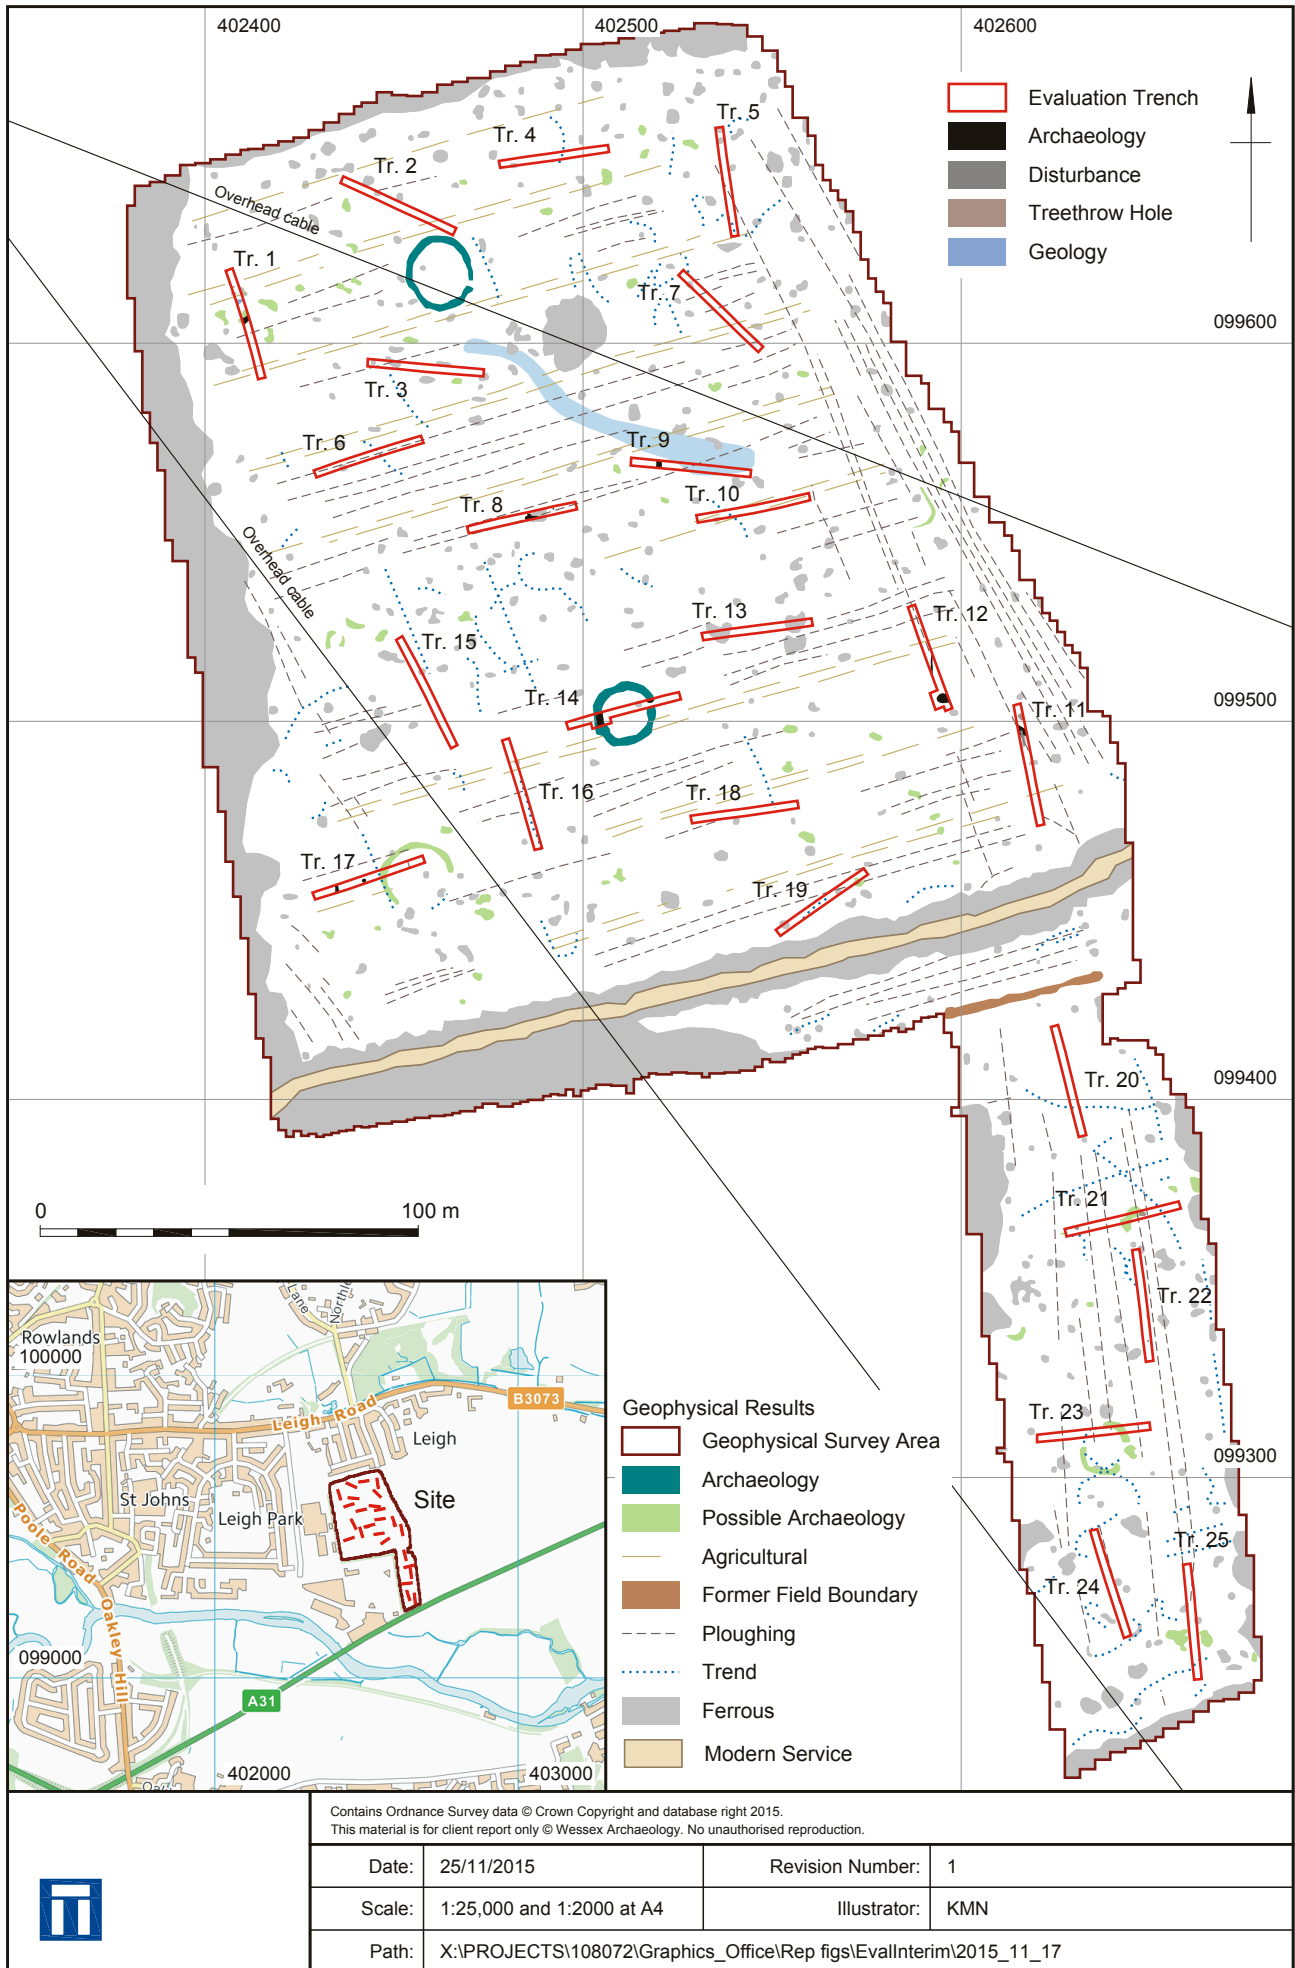 402400
402500
402600
Evaluation Trench
Archaeology
Disturbance
Treethrow Hole
Geology
Tr. 5
Tr. 4
Tr. 2
Overhead cable
Tr. 1
Tr. 7
099600
Tr. 3
Tr. 6
Tr. 9
Tr. 8
Tr. 10
Overhead cable
Tr. 13
Tr. 12
Tr. 15
Tr. 14
Tr. 11
099500
Tr. 16
Tr. 18
Tr. 17
Tr. 19
Tr. 20
099400
Tr. 21
0
100 m
Tr. 22
Tr. 23
099300
Tr. 25
Tr. 24
Lane
Northle
Rowlands
100000
B3073
Leigh Road
Leigh
St Johns
Leigh Park
Site
Poole Road
Oakley Hill
099000
A31
402000
403000
Geophysical Results
Geophysical Survey Area
Archaeology
Possible Archaeology
Agricultural
Former Field Boundary
Ploughing
Trend
Ferrous
Modern Service
Contains Ordnance Survey data © Crown Copyright and database right 2015.
This material is for client report only © Wessex Archaeology. No unauthorised reproduction.
Date: 25/11/2015 Revision Number: 1
Scale: 1:25,000 and 1:2000 at A4 Illustrator: KMN
Path: X:\PROJECTS\108072\Graphics_Office\Rep figs\EvalInterim\2015_11_17